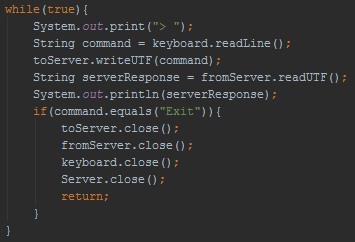 while(true){
    System.out.print("> ");
    String command = keyboard.readLine();
    toServer.writeUTF(command);
    String serverResponse = fromServer.readUTF();
    System.out.println(serverResponse);
    if(command.equals("Exit")){
        toServer.close();
        fromServer.close();
        keyboard.close();
        Server.close();
        return;
    }
}